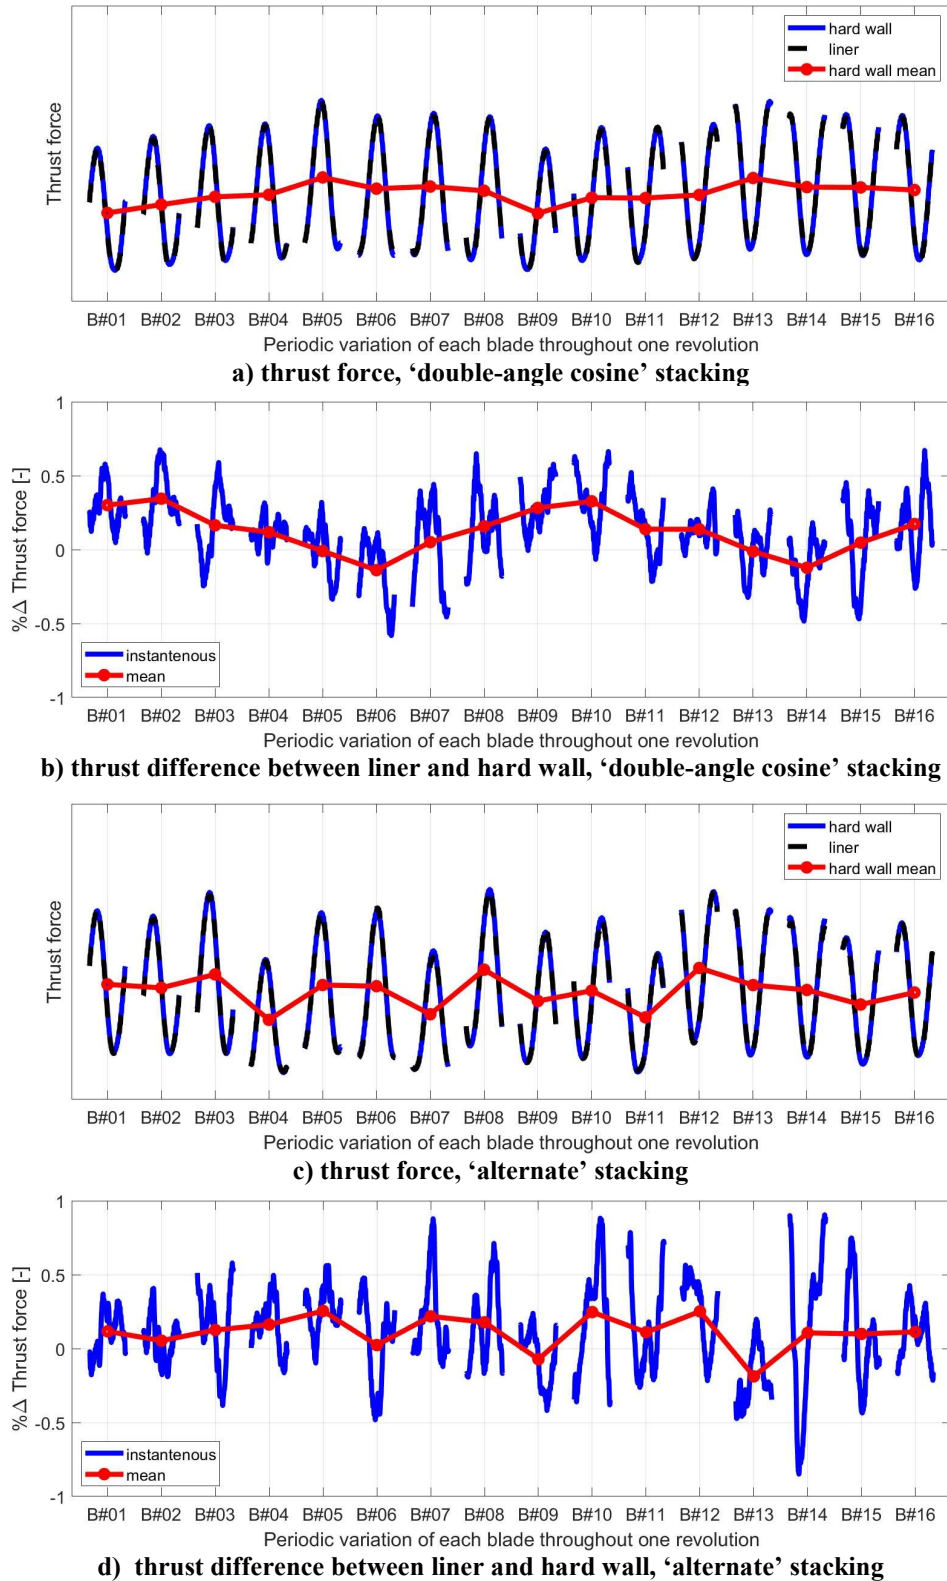 hard wall
liner
hard wall mean
Thrust force
B#01 B#02 B#03 B#04 B#05 B#06 B#07 B#08 B#09 B#10 B#11 B#12 B#13 B#14 B#15 B#16
Periodic variation of each blade throughout one revolution
a) thrust force, ‘double-angle cosine’ stacking
1
0.5
0
-0.5
-1
%Δ Thrust force [-]
instantenous
mean
B#01 B#02 B#03 B#04 B#05 B#06 B#07 B#08 B#09 B#10 B#11 B#12 B#13 B#14 B#15 B#16
Periodic variation of each blade throughout one revolution
b) thrust difference between liner and hard wall, ‘double-angle cosine’ stacking
hard wall
liner
hard wall mean
Thrust force
B#01 B#02 B#03 B#04 B#05 B#06 B#07 B#08 B#09 B#10 B#11 B#12 B#13 B#14 B#15 B#16
Periodic variation of each blade throughout one revolution
c) thrust force, ‘alternate’ stacking
1
0.5
0
-0.5
-1
%Δ Thrust force [-]
instantenous
mean
B#01 B#02 B#03 B#04 B#05 B#06 B#07 B#08 B#09 B#10 B#11 B#12 B#13 B#14 B#15 B#16
Periodic variation of each blade throughout one revolution
d) thrust difference between liner and hard wall, ‘alternate’ stacking